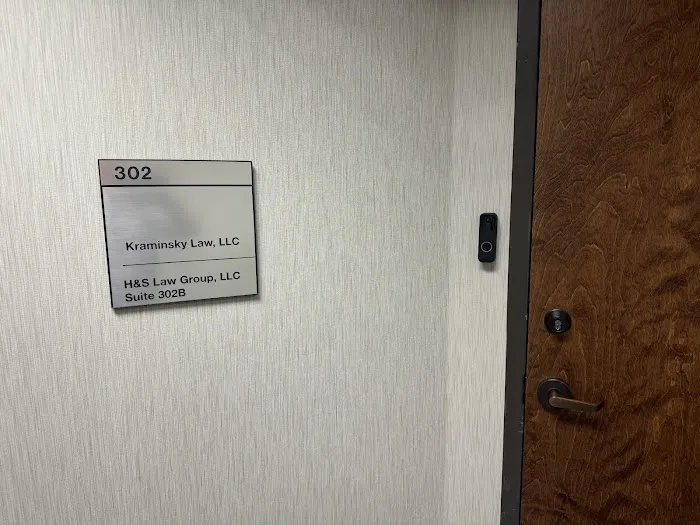 302
Kraminsky Law, LLC
H&S Law Group, LLC
Suite 302B